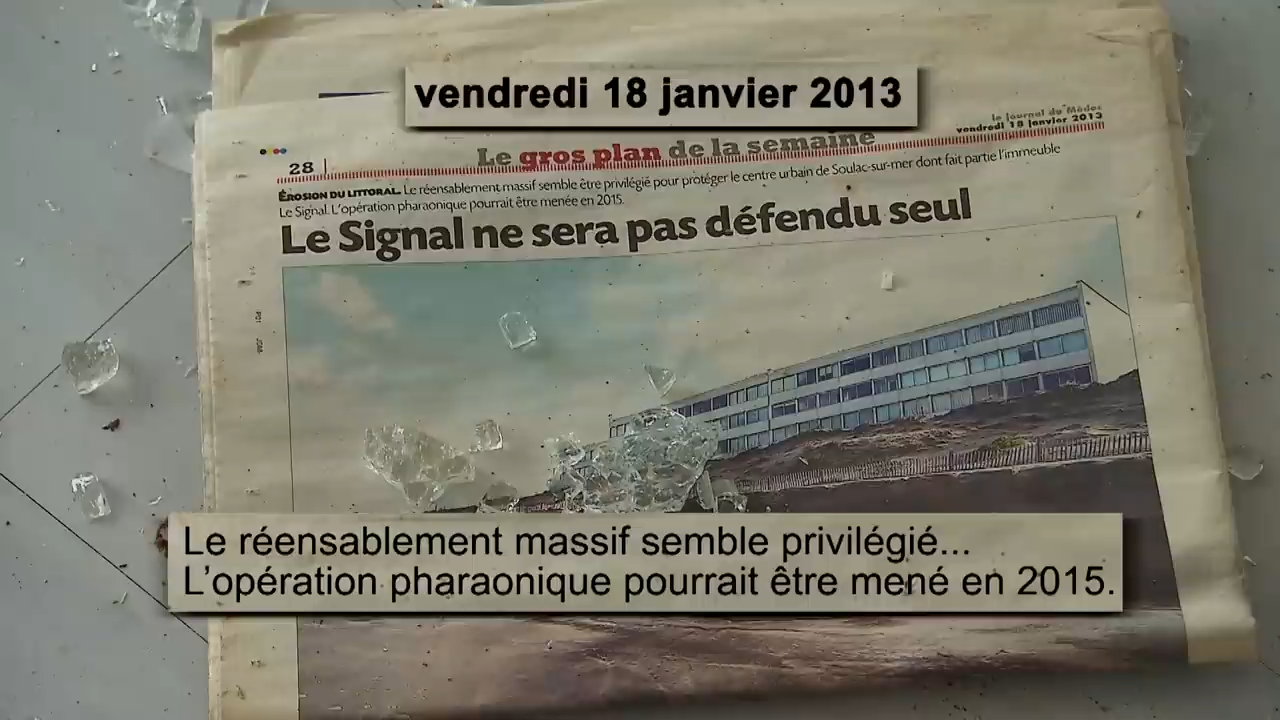 vendredi 18 janvier 2013
le Journal du Médoc
vendredi 18 janvier 2013
28
Le gros plan de la semaine
ÉROSION DU LITTORAL. Le réensablement massif semble être privilégié pour protéger le centre urbain de Soulac-sur-mer dont fait partie l'immeuble
Le Signal. L'opération pharaonique pourrait être menée en 2015.
Le Signal ne sera pas défendu seul
Le réensablement massif semble privilégié...
L'opération pharaonique pourrait être mené en 2015.